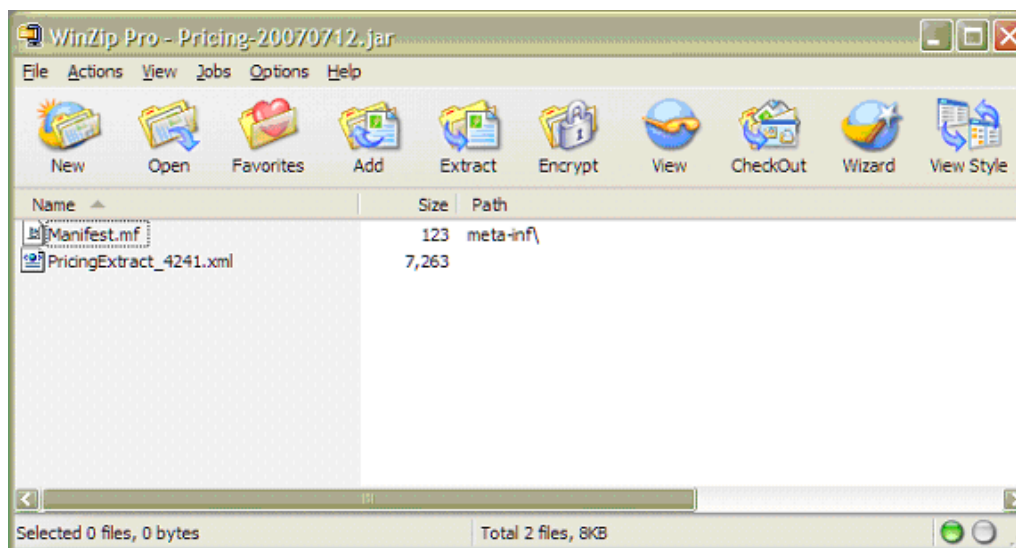 WinZip Pro - Pricing-20070712.jar
File Actions View Jobs Options Help
New Open Favorites Add Extract Encrypt View CheckOut Wizard View Style
Name Size Path
Manifest.mf 123 meta-inf\
PricingExtract_4241.xml 7,263
Selected 0 files, 0 bytes Total 2 files, 8KB